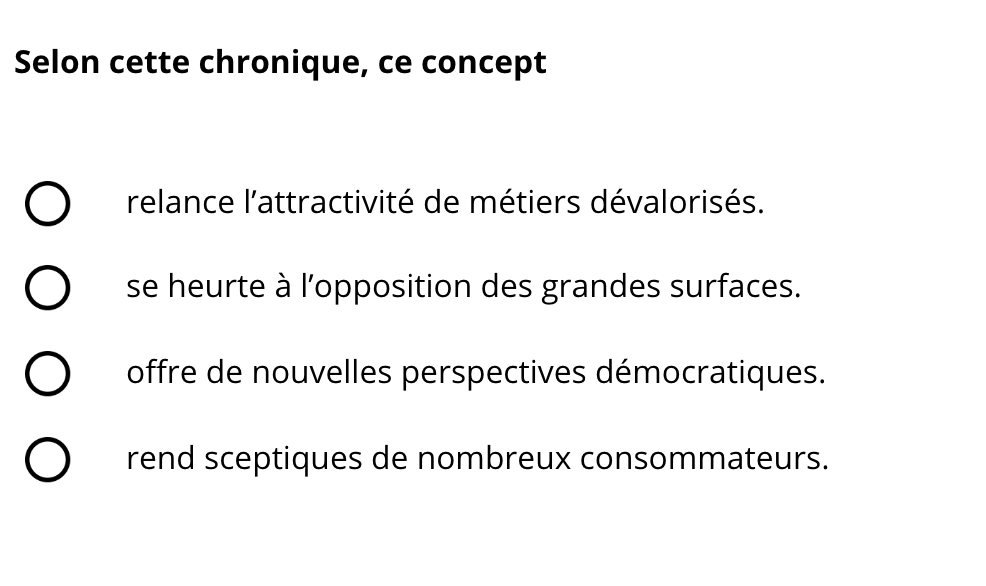 Selon cette chronique, ce concept
relance l’attractivité de métiers dévalorisés.
se heurte à l’opposition des grandes surfaces.
offre de nouvelles perspectives démocratiques.
rend sceptiques de nombreux consommateurs.